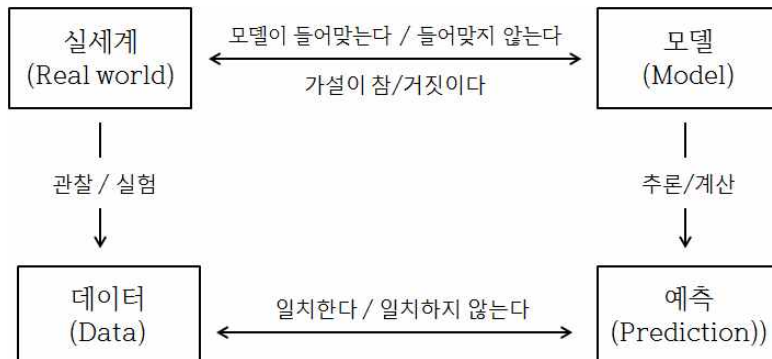 실세계
(Real world)
모델이 들어맞는다 / 들어맞지 않는다
가설이 참/거짓이다
모델
(Model)
관찰 / 실험
추론/계산
데이터
(Data)
일치한다 / 일치하지 않는다
예측
(Prediction))